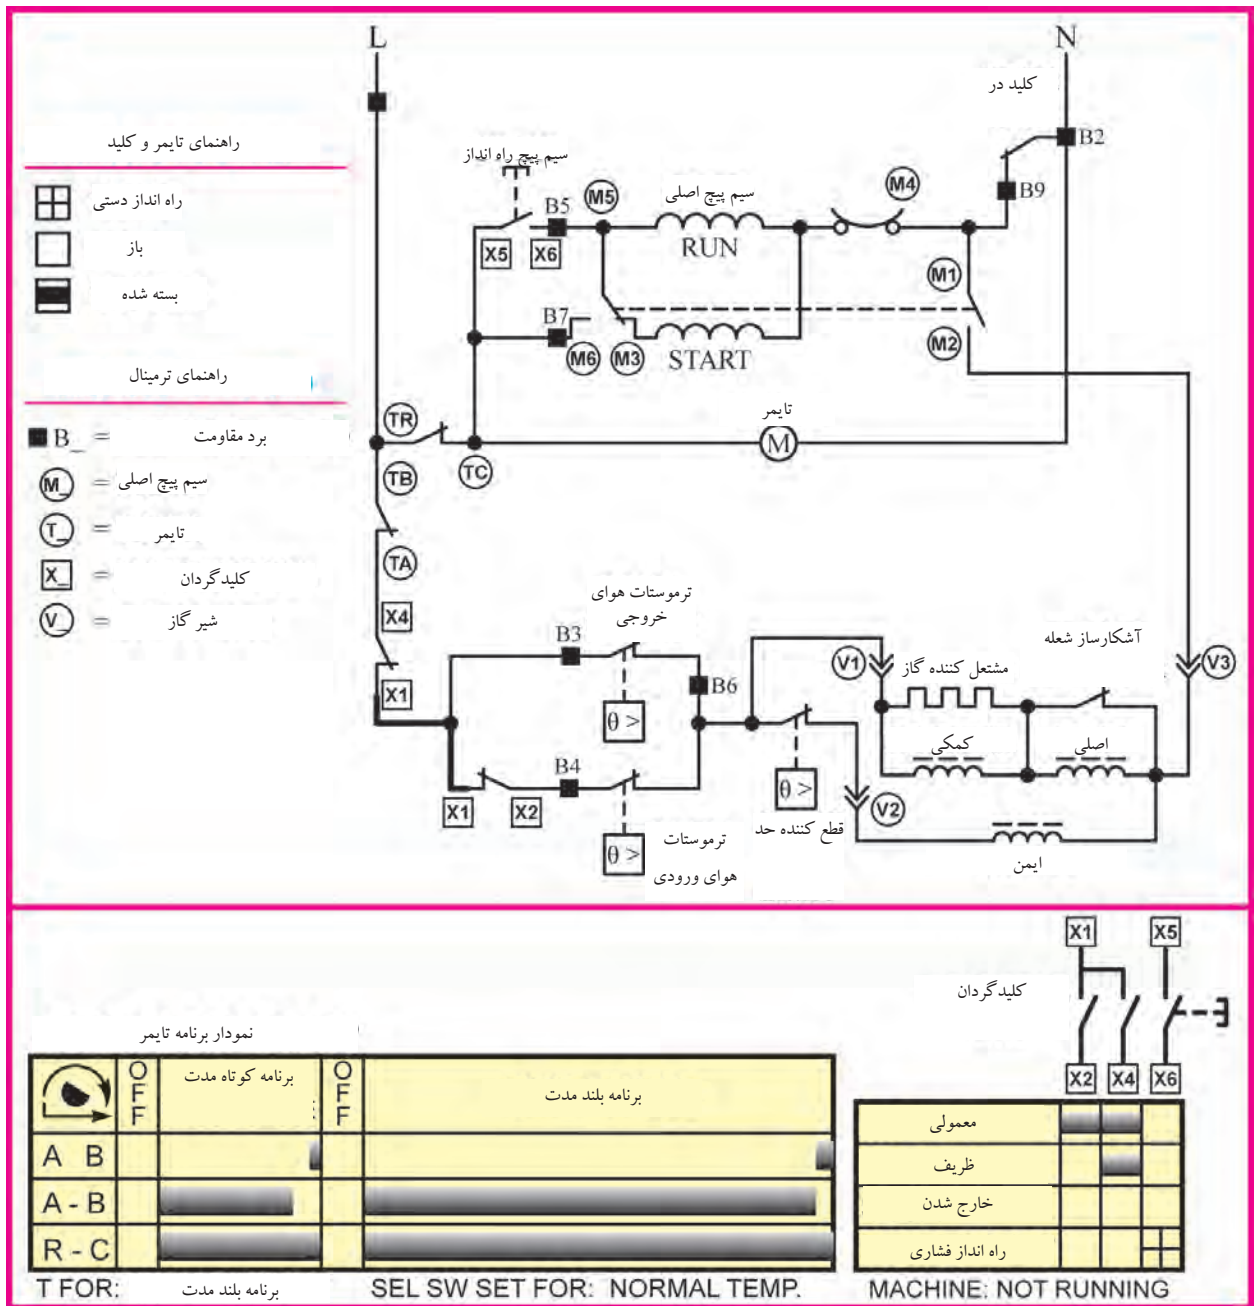 L
N
کلید در
B2
B9
راهنمای تایمر و کلید
راه انداز دستی
باز
بسته شده
راهنمای ترمینال
B_ = برد مقاومت
M_ = سیم پیچ اصلی
T_ = تایمر
X_ = کلیدگردان
V_ = شیر گاز
سیم پیچ راه انداز
X5
X6
B5
M5
سیم پیچ اصلی
RUN
M4
M1
M2
B7
M6
M3
START
TR
TC
تایمر
M
TB
TA
X4
X1
ترموستات هوای
خروجی
B3
B6
θ >
X1
X2
B4
θ >
ترموستات
هوای ورودی
θ >
قطع کننده حد
V1
مشتعل کننده گاز
آشکارساز شعله
V3
کمکی
اصلی
V2
ایمن
کلیدگردان
X1
X5
X2
X4
X6
معمولی
ظریف
خارج شدن
راه انداز فشاری
MACHINE: NOT RUNNING
نمودار برنامه تایمر
OFF
برنامه کوتاه مدت
OFF
برنامه بلند مدت
A B
A - B
R - C
T FOR: برنامه بلند مدت SEL SW SET FOR: NORMAL TEMP.